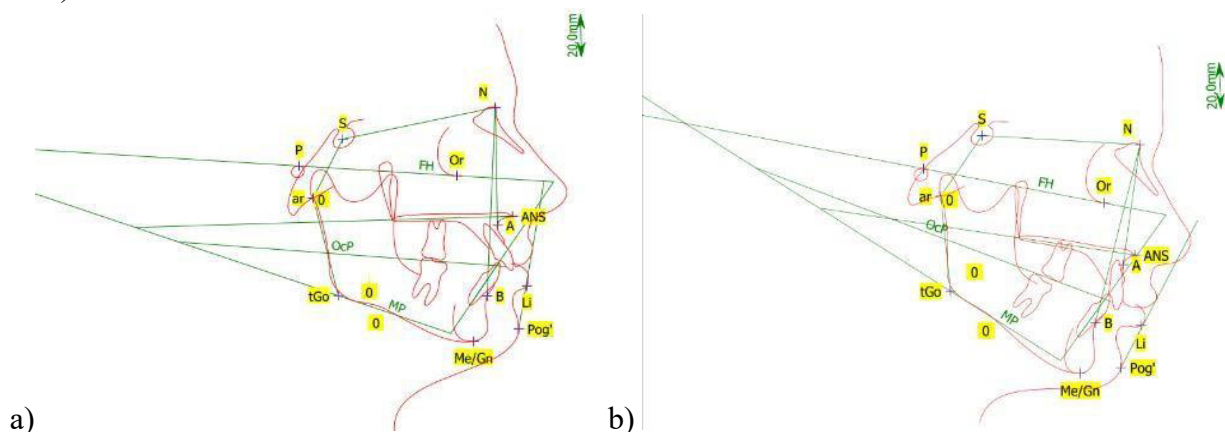 20,0mm
N
S
P
Or
FH
ar
0
ANS
A
OcP
0
tGo
B
Li
MP
0
Pog'
Me/Gn
a)
20,0mm
S
N
P
FH
Or
ar
0
OcP
ANS
A
0
tGo
MP
0
B
Li
Pog'
Me/Gn
b)